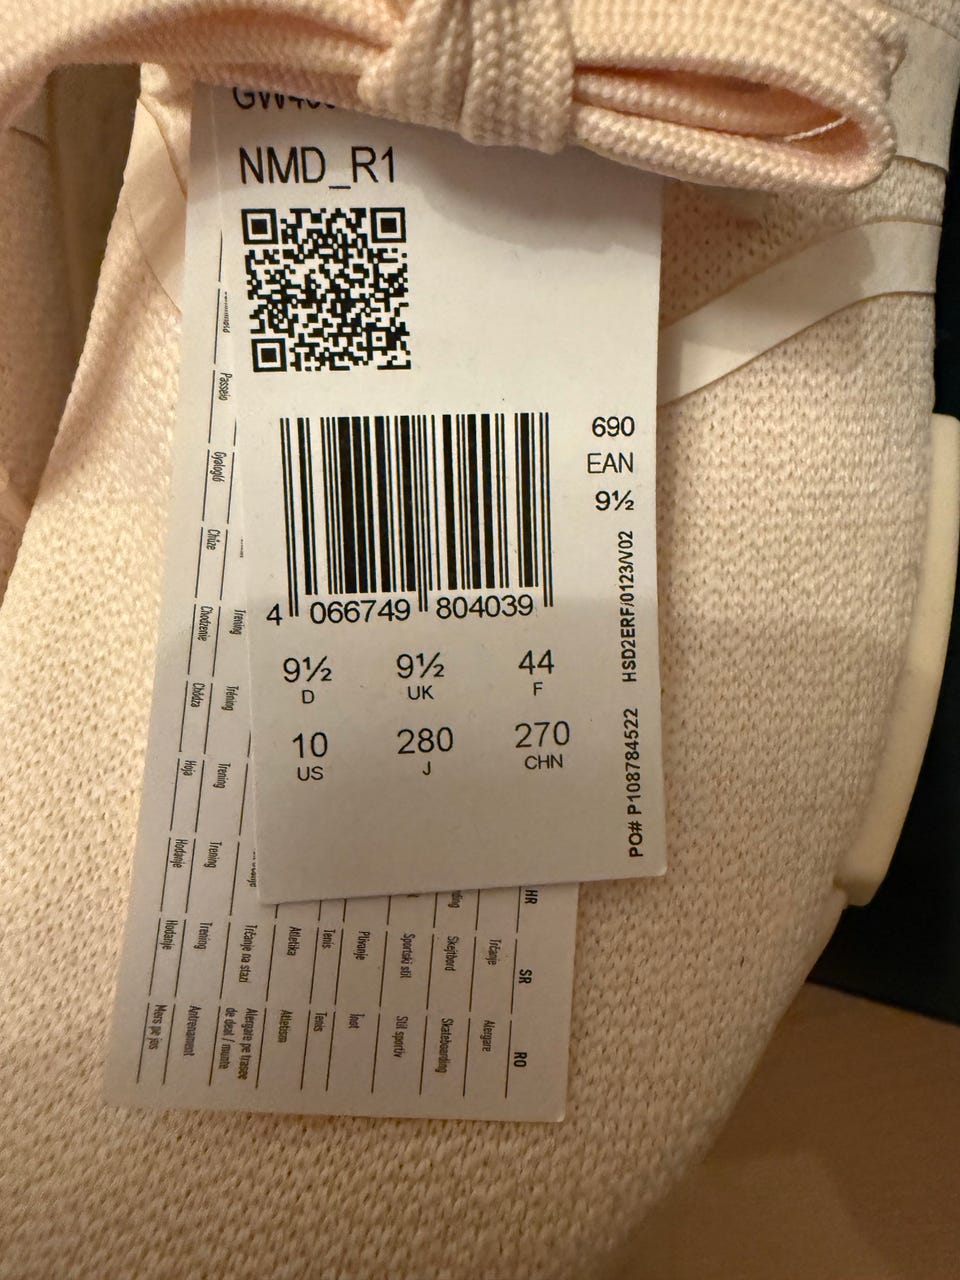 NMD_R1
690
EAN
9½
4 066749 804039
9½ 9½ 44
D UK F
10 280 270
US J CHN
PO# P108784522 HSD2ERF/0123/V02
Passeio
Gyalogló
Chůze
Chodzenie
Chôdza
Hoja
Hodanje
Hodanje
Mers pe jos
Trening
Tréning
Trening
Trening
Trening
Antrenament
Trčanje na stazi
Alergare pe trasee
de deal / munte
Atletika
Atletism
Tenis
Tenis
Plivanje
Înot
Sportski stil
Stil sportiv
Skejtbord
Skateboarding
Trčanje
Alergare
HR
SR
RO